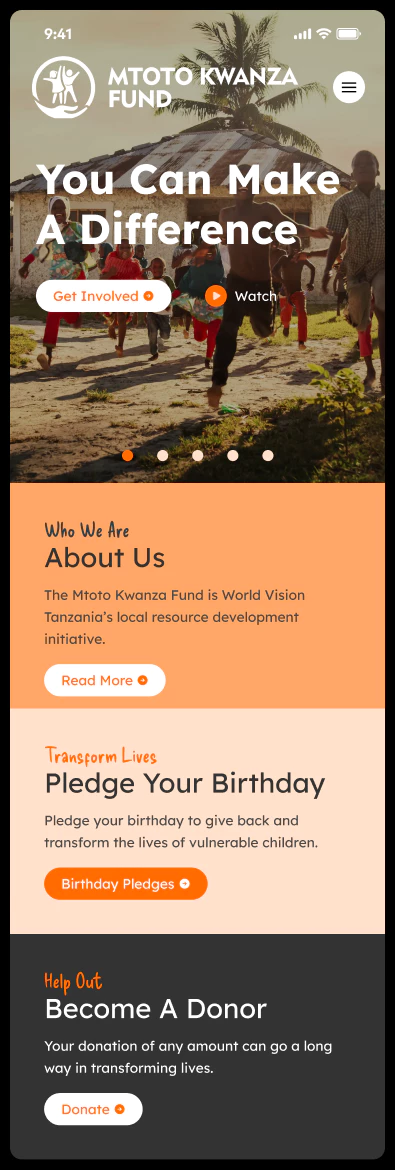 9:41
MTOTO KWANZA
FUND
You Can Make
A Difference
Get Involved
Watch
Who We Are
About Us
The Mtoto Kwanza Fund is World Vision
Tanzania's local resource development
initiative.
Read More
Transform Lives
Pledge Your Birthday
Pledge your birthday to give back and
transform the lives of vulnerable children.
Birthday Pledges
Help Out
Become A Donor
Your donation of any amount can go a long
way in transforming lives.
Donate